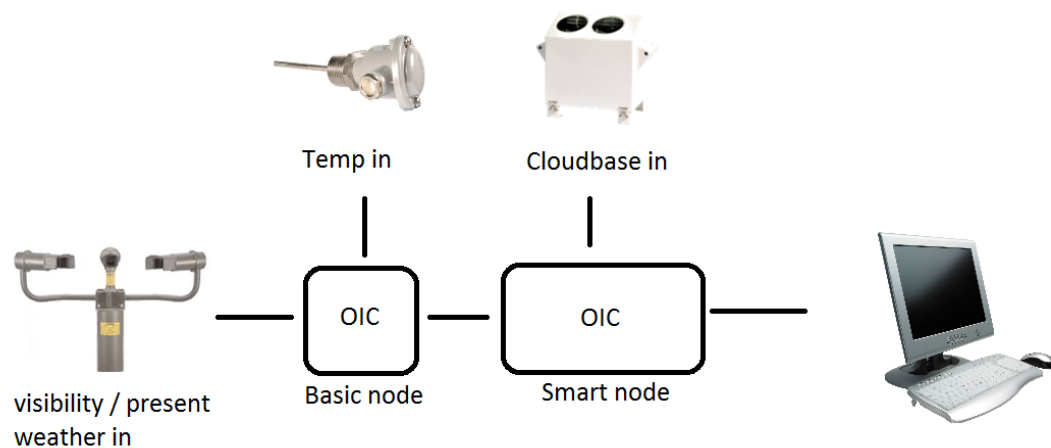 Temp in
Cloudbase in
OIC
OIC
Basic node
Smart node
visibility / present
weather in